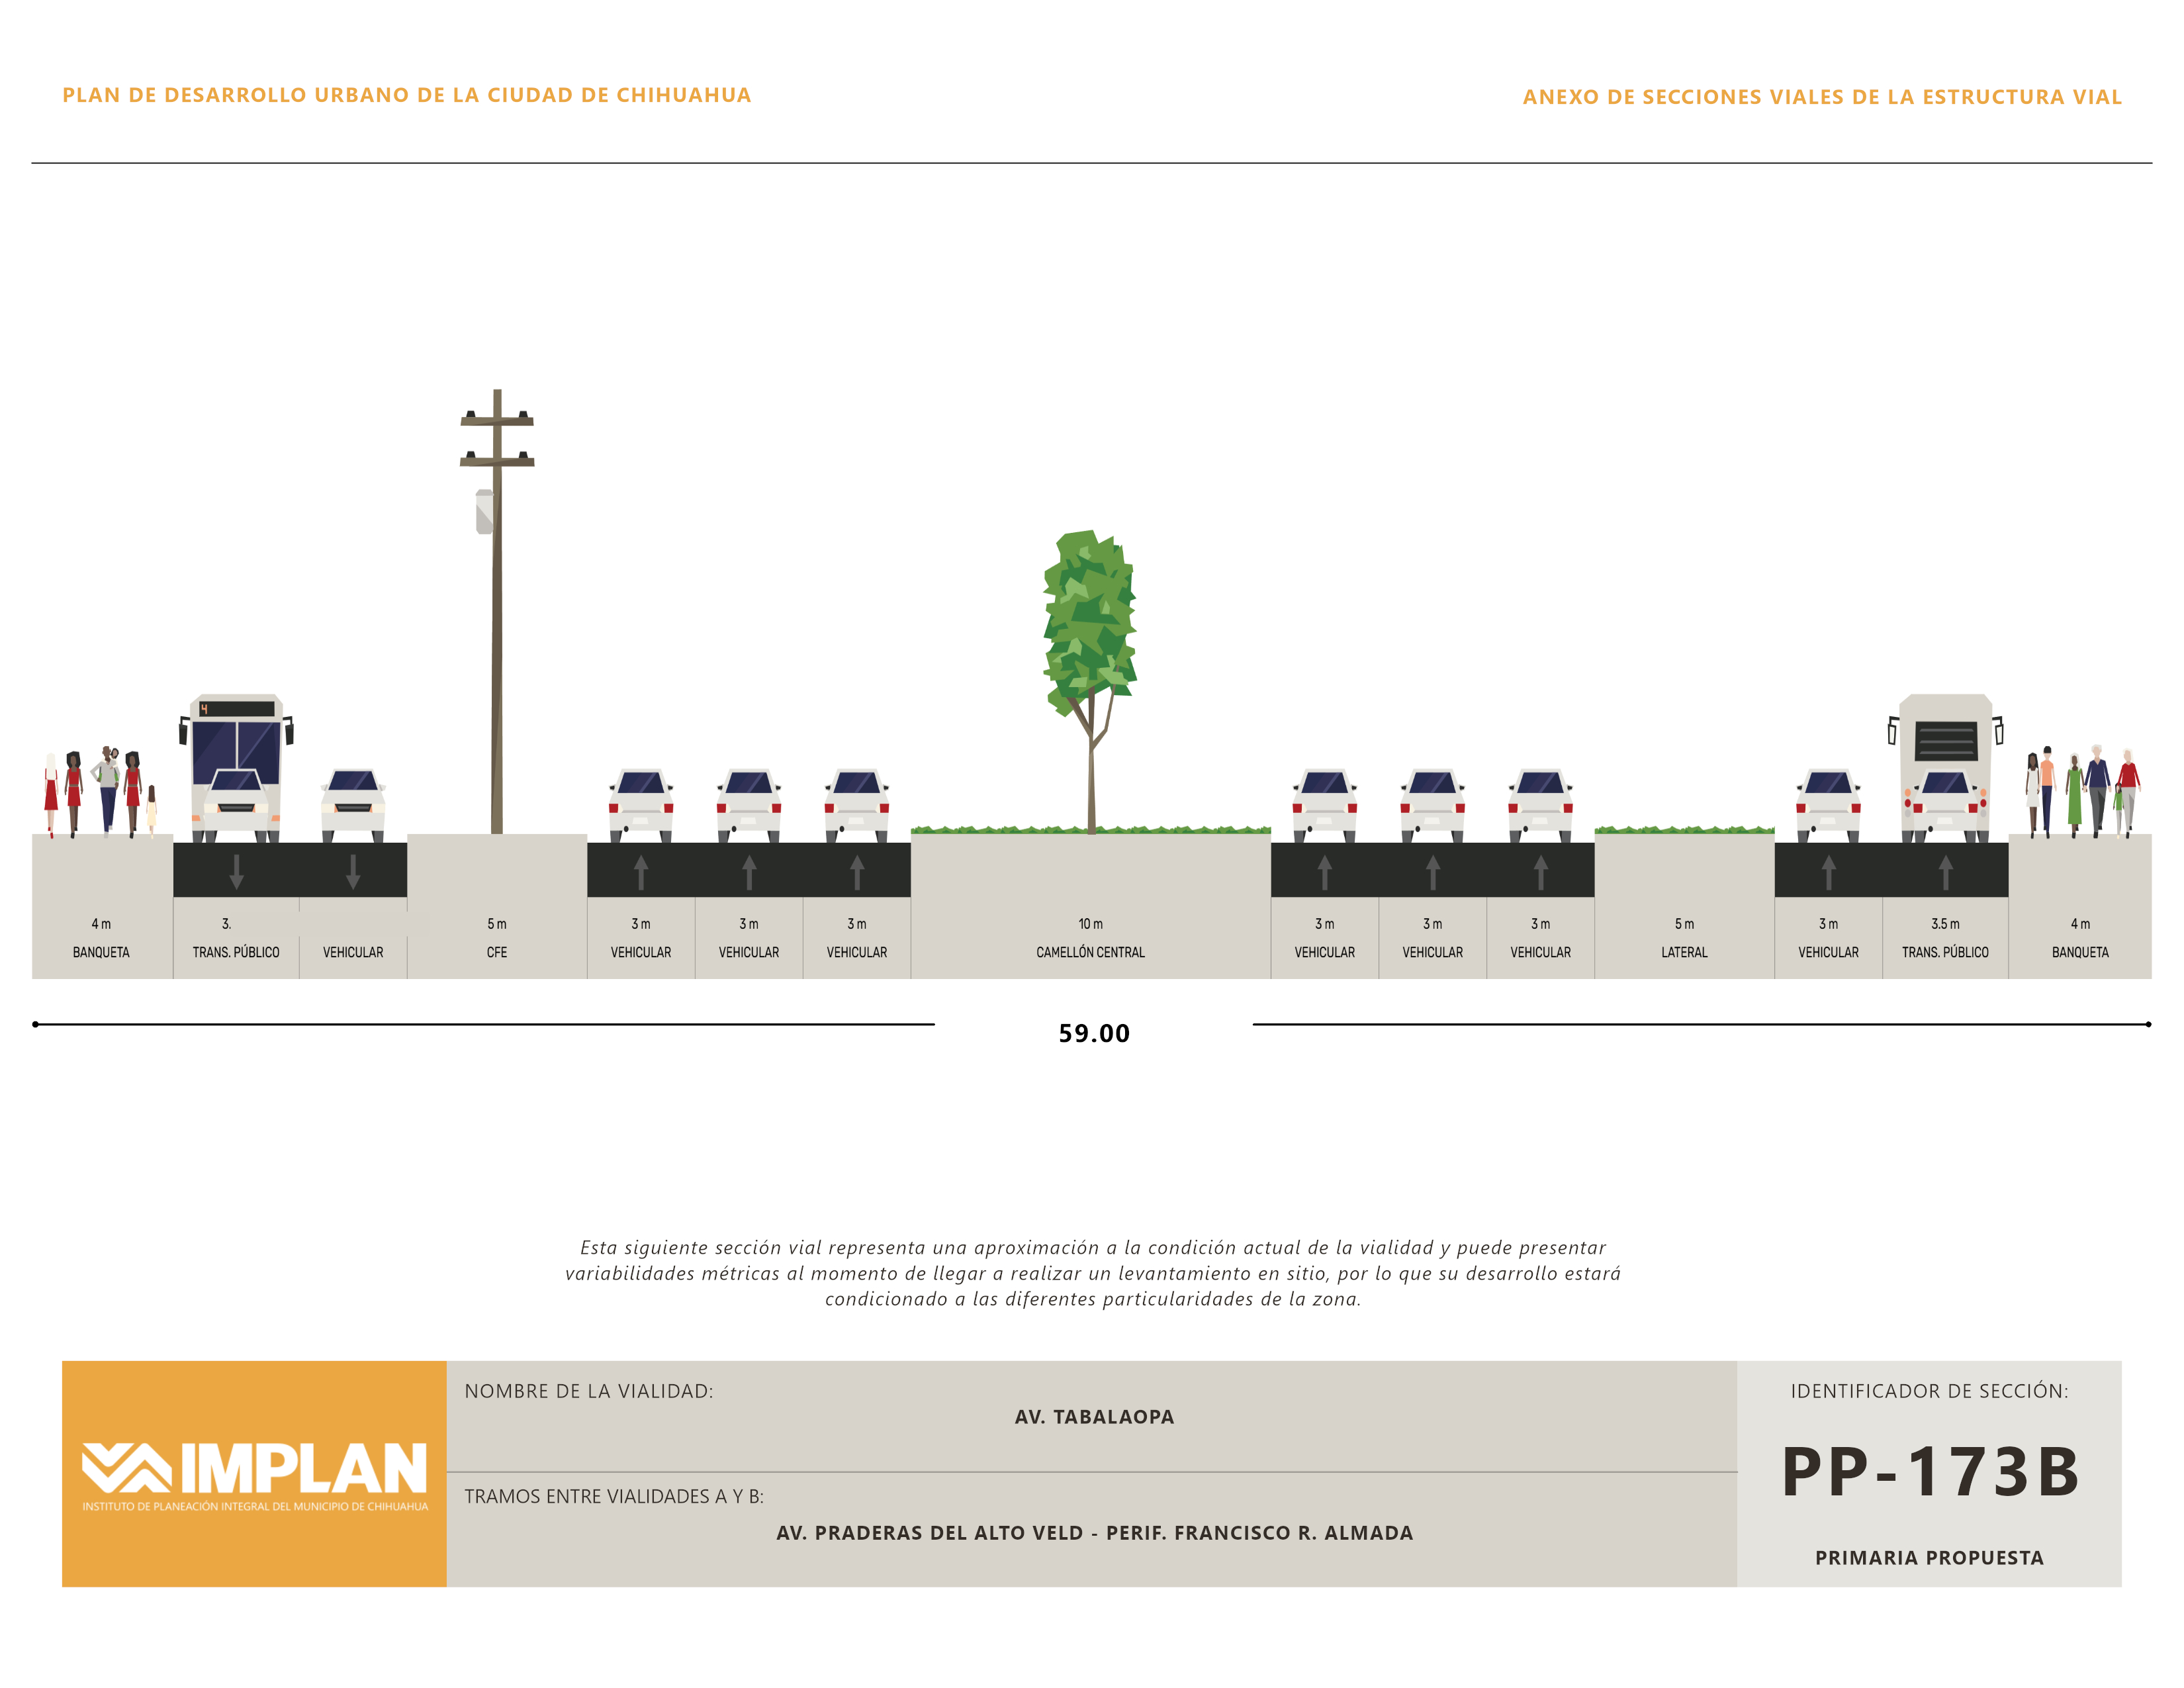 PLAN DE DESARROLLO URBANO DE LA CIUDAD DE CHIHUAHUA
ANEXO DE SECCIONES VIALES DE LA ESTRUCTURA VIAL
4
4 m 3. 5 m 3 m 3 m 3 m 10 m 3 m 3 m 3 m 5 m 3 m 3.5 m 4 m
BANQUETA TRANS. PÚBLICO VEHICULAR CFE VEHICULAR VEHICULAR VEHICULAR CAMELLÓN CENTRAL VEHICULAR VEHICULAR VEHICULAR LATERAL VEHICULAR TRANS. PÚBLICO BANQUETA
59.00
Esta siguiente sección vial representa una aproximación a la condición actual de la vialidad y puede presentar
variabilidades métricas al momento de llegar a realizar un levantamiento en sitio, por lo que su desarrollo estará
condicionado a las diferentes particularidades de la zona.
IMPLAN
INSTITUTO DE PLANEACIÓN INTEGRAL DEL MUNICIPIO DE CHIHUAHUA
NOMBRE DE LA VIALIDAD:
AV. TABALAOPA
TRAMOS ENTRE VIALIDADES A Y B:
AV. PRADERAS DEL ALTO VELD - PERIF. FRANCISCO R. ALMADA
IDENTIFICADOR DE SECCIÓN:
PP-173B
PRIMARIA PROPUESTA